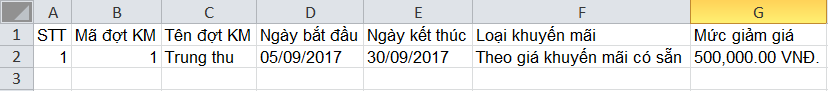 A B C D E F G
1 STT Mã đợt KM Tên đợt KM Ngày bắt đầu Ngày kết thúc Loại khuyến mãi Mức giảm giá
2 1 1 Trung thu 05/09/2017 30/09/2017 Theo giá khuyến mãi có sẵn 500,000.00 VNĐ.
3